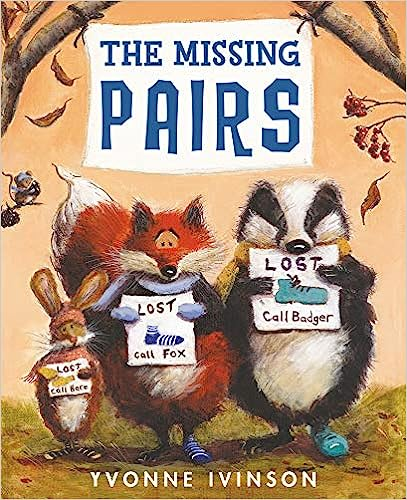 THE MISSING
PAIRS
LOST
Call Hare
LOST
Call Fox
LOST
Call Badger
YVONNE IVINSON